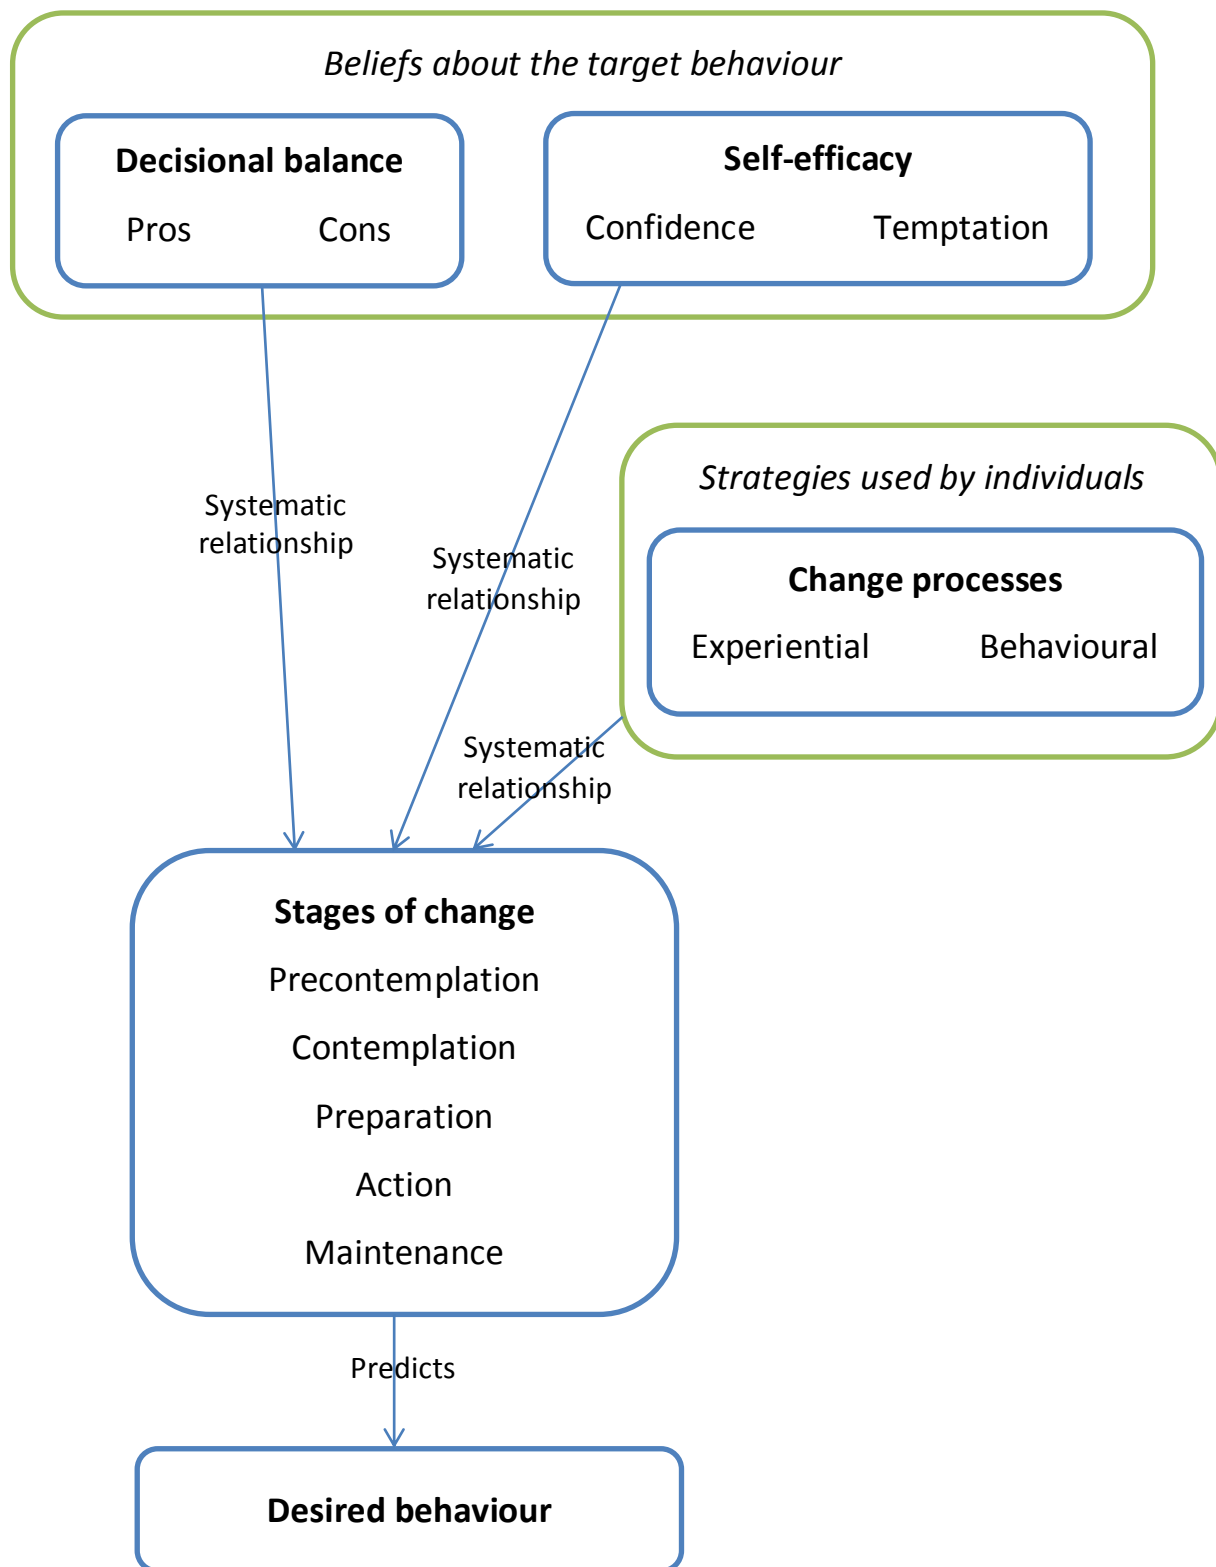 Beliefs about the target behaviour
Decisional balance
Pros Cons
Self-efficacy
Confidence Temptation
Systematic
relationship
Systematic
relationship
Strategies used by individuals
Change processes
Experiential Behavioural
Systematic
relationship
Stages of change
Precontemplation
Contemplation
Preparation
Action
Maintenance
Predicts
Desired behaviour